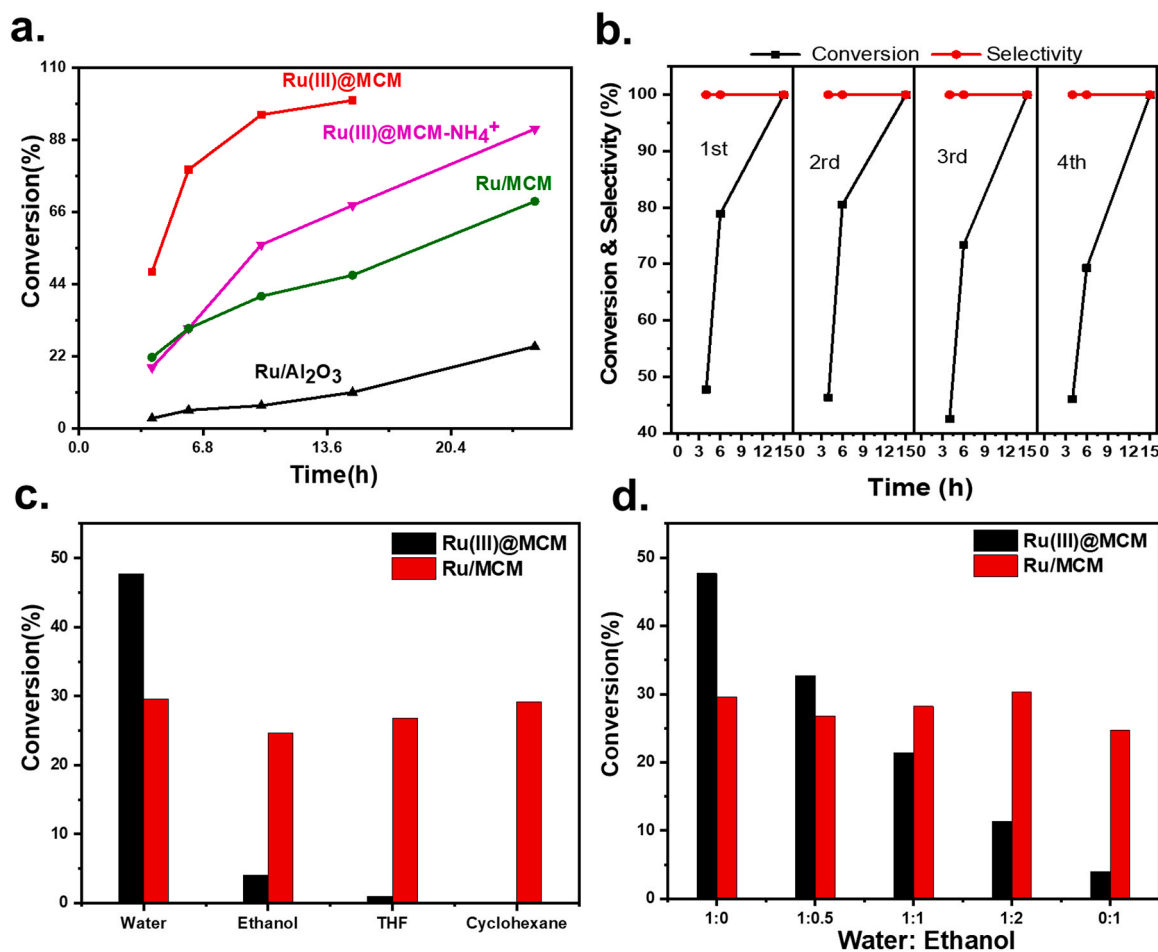 a.
Conversion(%)
110
88
66
44
22
0
Ru(III)@MCM
Ru(III)@MCM-NH₄⁺
Ru/MCM
Ru/Al₂O₃
0.0 6.8 13.6 20.4
Time(h)
b.
Conversion Selectivity
Conversion & Selectivity (%)
100
90
80
70
60
50
40
1st 2rd 3rd 4th
0 3 6 9 12 15 0 3 6 9 12 15 0 3 6 9 12 15 0 3 6 9 12 15
Time (h)
c.
Conversion(%)
50
40
30
20
10
0
Ru(III)@MCM
Ru/MCM
Water Ethanol THF Cyclohexane
d.
Conversion(%)
50
40
30
20
10
0
Ru(III)@MCM
Ru/MCM
1:0 1:0.5 1:1 1:2 0:1
Water: Ethanol